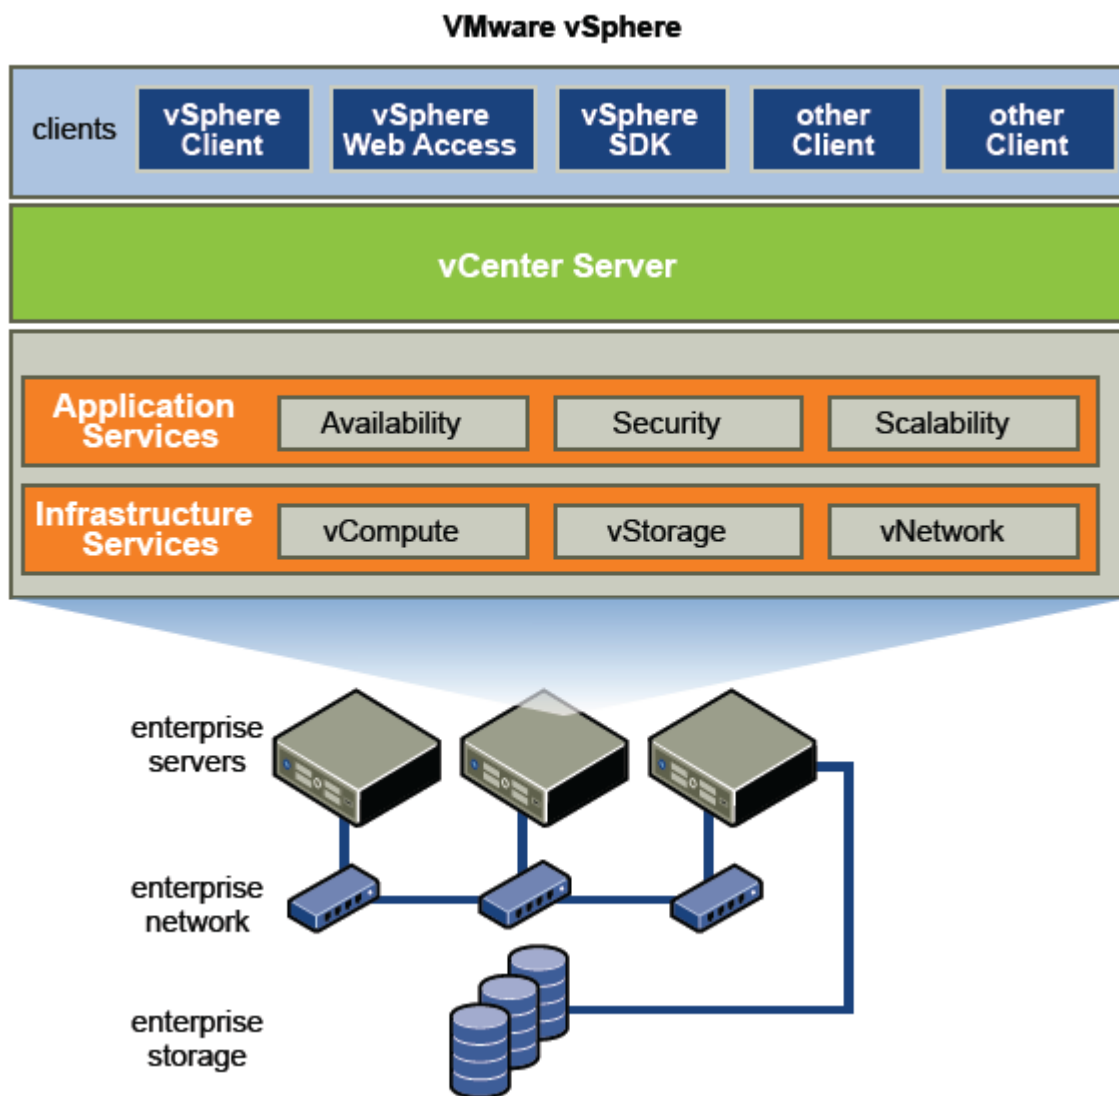 VMware vSphere
clients
vSphere
Client
vSphere
Web Access
vSphere
SDK
other
Client
other
Client
vCenter Server
Application
Services
Availability
Security
Scalability
Infrastructure
Services
vCompute
vStorage
vNetwork
enterprise
servers
enterprise
network
enterprise
storage